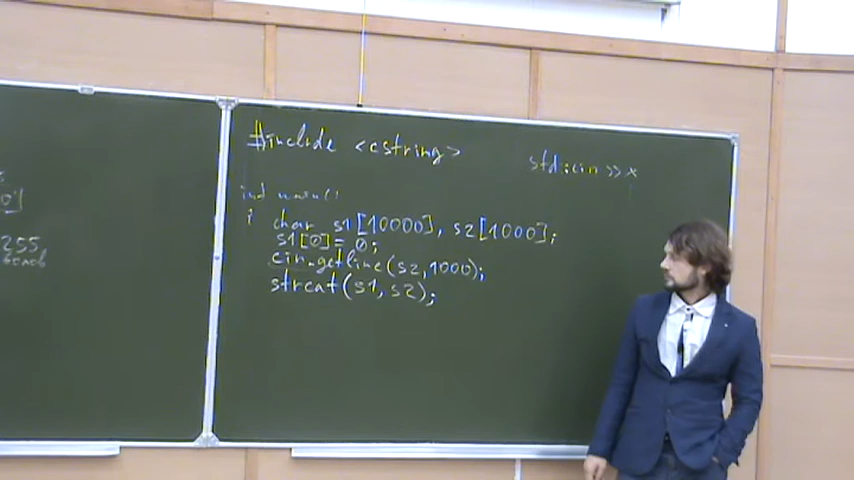 255
#include <cstring>
std::cin >> x
int main()
{ char s1[10000], s2[1000];
s1[0] = 0;
cin.getline(s2,1000);
strcat(s1, s2);